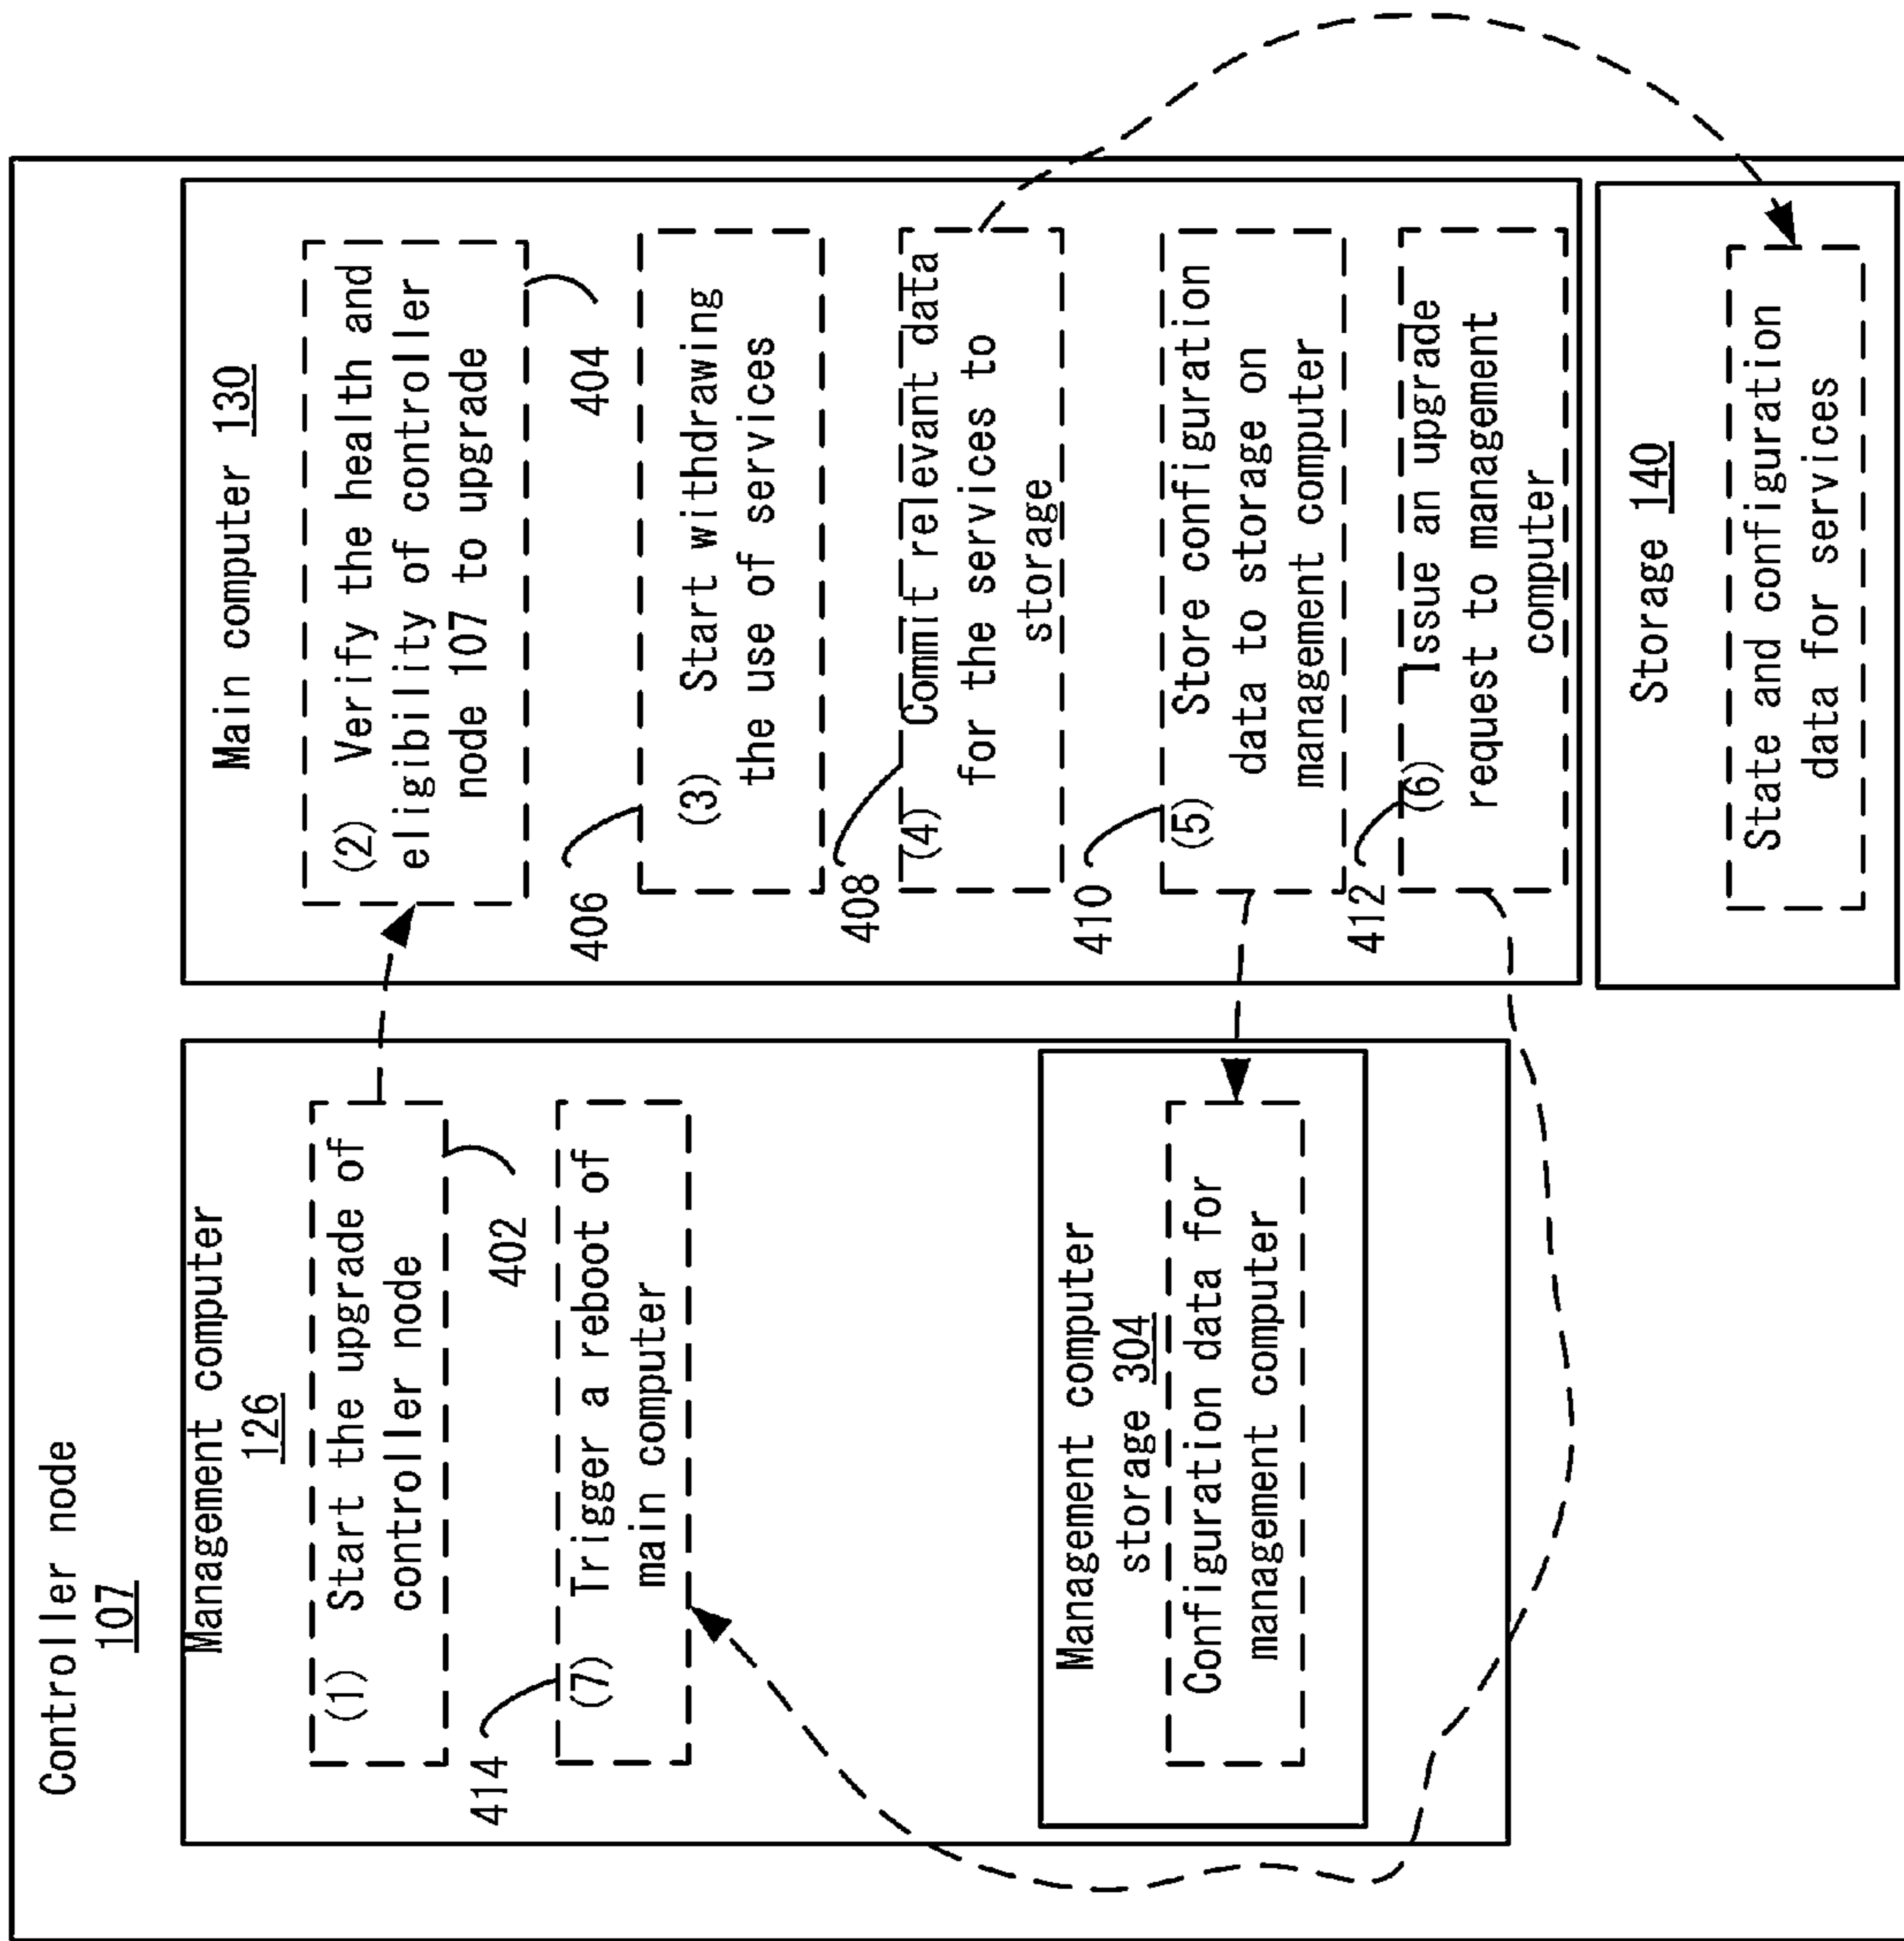 Controller node
107
Management computer
126
(1) Start the upgrade of
controller node
402
414
(7) Trigger a reboot of
main computer
Management computer
storage 304
Configuration data for
management computer
Main computer 130
(2) Verify the health and
eligibility of controller
node 107 to upgrade
404
406
(3) Start withdrawing
the use of services
408
(4) Commit relevant data
for the services to
storage
410
(5) Store configuration
data to storage on
management computer
412
(6) Issue an upgrade
request to management
computer
Storage 140
State and configuration
data for services